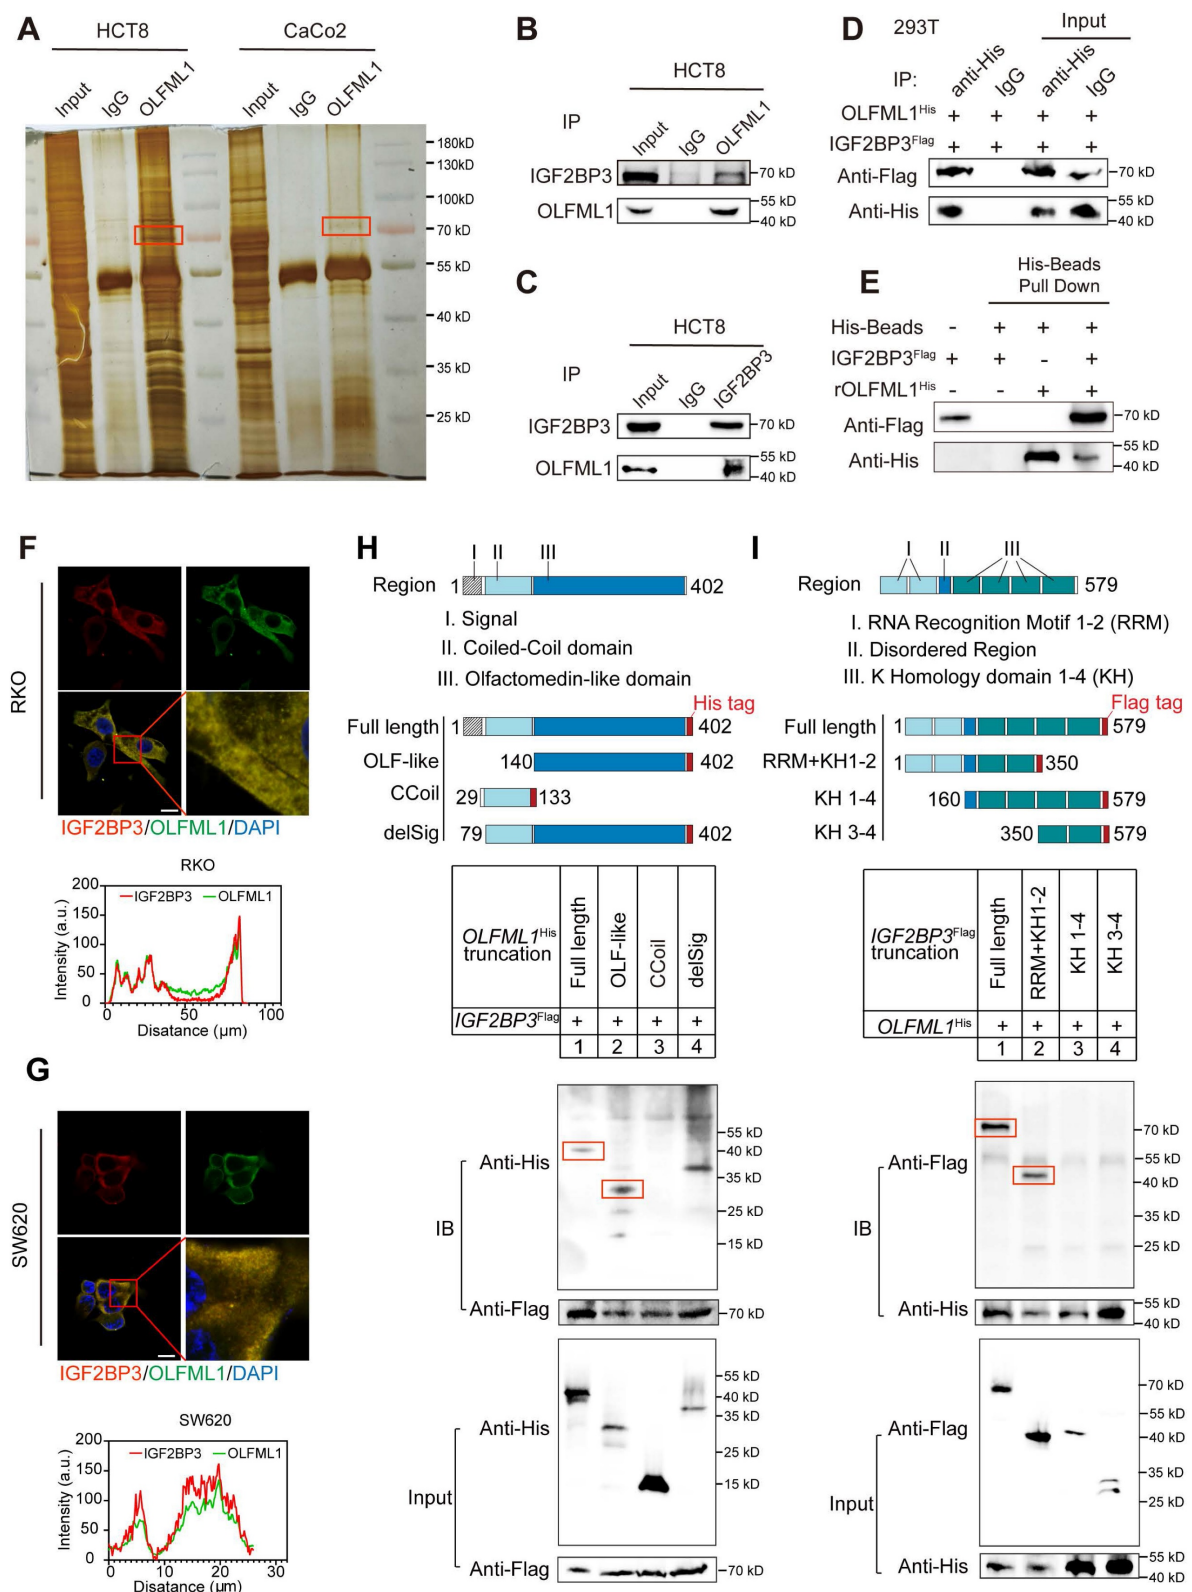 A
HCT8
CaCo2
Input
IgG
OLFML1
Input
IgG
OLFML1
180kD
130kD
100kD
70 kD
55 kD
40 kD
35 kD
25 kD
B
HCT8
IP
Input
IgG
OLFML1
IGF2BP3
70 kD
OLFML1
55 kD
40 kD
C
HCT8
IP
Input
IgG
IGF2BP3
IGF2BP3
70 kD
OLFML1
55 kD
40 kD
D
293T
Input
IP:
anti-His
IgG
anti-His
IgG
OLFML1His + + + +
IGF2BP3Flag + + + +
Anti-Flag
70 kD
Anti-His
55 kD
40 kD
E
His-Beads
Pull Down
His-Beads - + + +
IGF2BP3Flag + + - +
rOLFML1His - - + +
Anti-Flag
70 kD
Anti-His
55 kD
40 kD
F
RKO
IGF2BP3/OLFML1/DAPI
RKO
IGF2BP3 OLFML1
Intensity (a.u.)
200
150
100
50
0
0 50 100
Disatance (μm)
G
SW620
IGF2BP3/OLFML1/DAPI
SW620
IGF2BP3 OLFML1
Intensity (a.u.)
200
150
100
50
0
0 10 20 30
Disatance (μm)
H
I II III
Region 1 402
I. Signal
II. Coiled-Coil domain
III. Olfactomedin-like domain
His tag
Full length 1 402
OLF-like 140 402
CCoil 29 133
delSig 79 402
OLFML1His
truncation
Full length
OLF-like
CCoil
delSig
IGF2BP3Flag + + + +
1 2 3 4
IB
Anti-His
55 kD
40 kD
35 kD
25 kD
15 kD
Anti-Flag
70 kD
Input
Anti-His
55 kD
40 kD
35 kD
25 kD
15 kD
Anti-Flag
70 kD
I
I II III
Region 579
I. RNA Recognition Motif 1-2 (RRM)
II. Disordered Region
III. K Homology domain 1-4 (KH)
Flag tag
Full length 1 579
RRM+KH1-2 1 350
KH 1-4 160 579
KH 3-4 350 579
IGF2BP3Flag
truncation
Full length
RRM+KH1-2
KH 1-4
KH 3-4
OLFML1His + + + +
1 2 3 4
IB
Anti-Flag
70 kD
55 kD
40 kD
35 kD
25 kD
Anti-His
55 kD
40 kD
Input
Anti-Flag
70 kD
55 kD
40 kD
35 kD
25 kD
Anti-His
55 kD
40 kD